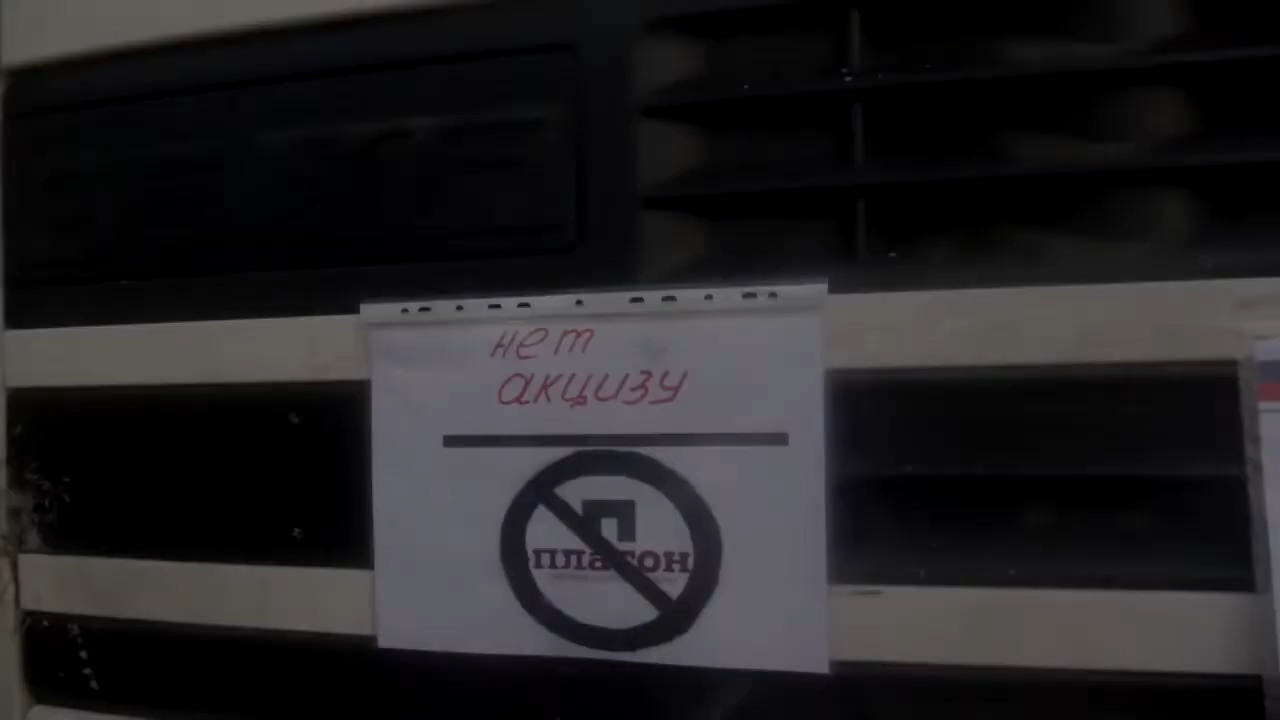 нет
акцизу
П
платон